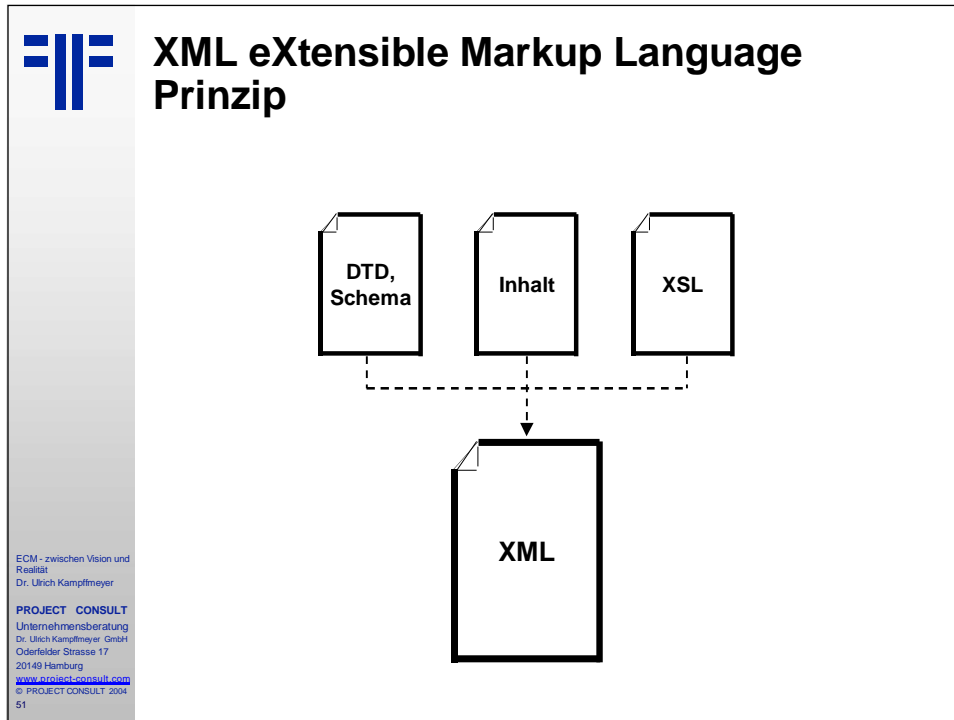 XML eXtensible Markup Language
Prinzip
DTD,
Schema
Inhalt
XSL
XML
ECM - zwischen Vision und
Realität
Dr. Ulrich Kampffmeyer
PROJECT CONSULT
Unternehmensberatung
Dr. Ulrich Kampffmeyer GmbH
Oderfelder Strasse 17
20149 Hamburg
www.project-consult.com
© PROJECT CONSULT 2004
51